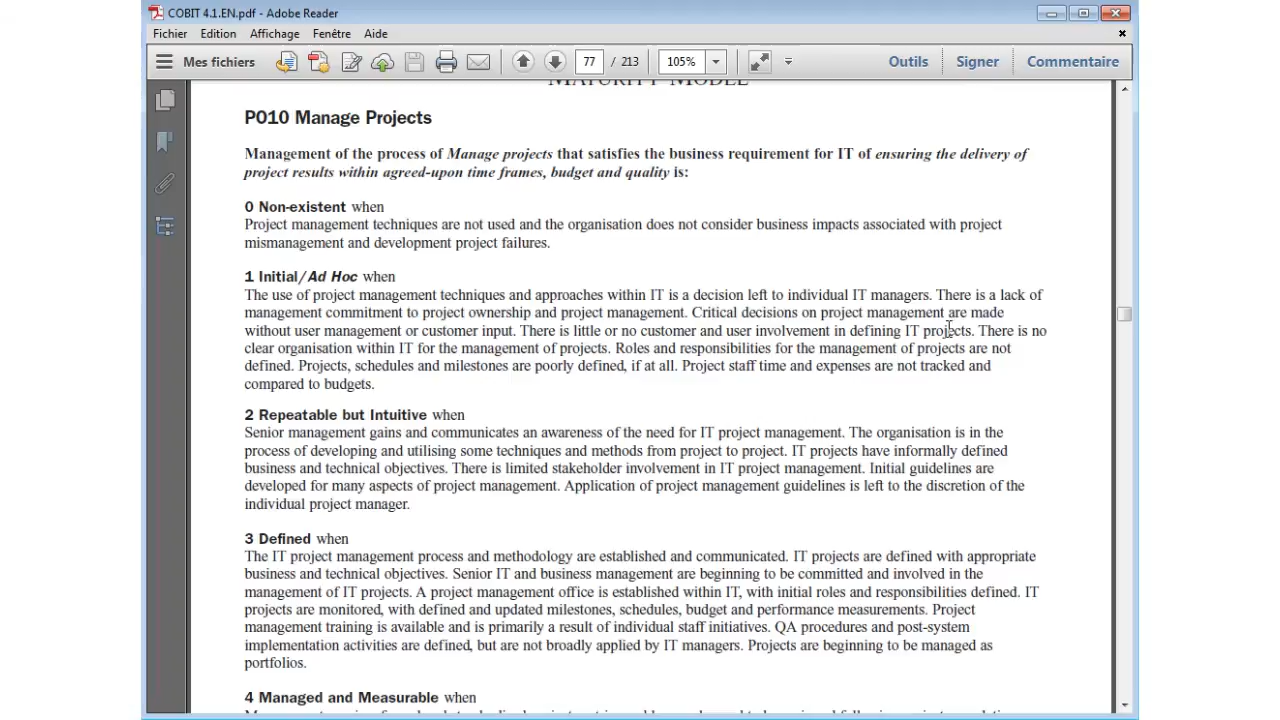 COBIT 4.1.EN.pdf - Adobe Reader
Fichier Edition Affichage Fenêtre Aide
Mes fichiers 77 / 213 105% Outils Signer Commentaire
MATURITY MODEL
PO10 Manage Projects
Management of the process of Manage projects that satisfies the business requirement for IT of ensuring the delivery of
project results within agreed-upon time frames, budget and quality is:
0 Non-existent when
Project management techniques are not used and the organisation does not consider business impacts associated with project
mismanagement and development project failures.
1 Initial/Ad Hoc when
The use of project management techniques and approaches within IT is a decision left to individual IT managers. There is a lack of
management commitment to project ownership and project management. Critical decisions on project management are made
without user management or customer input. There is little or no customer and user involvement in defining IT projects. There is no
clear organisation within IT for the management of projects. Roles and responsibilities for the management of projects are not
defined. Projects, schedules and milestones are poorly defined, if at all. Project staff time and expenses are not tracked and
compared to budgets.
2 Repeatable but Intuitive when
Senior management gains and communicates an awareness of the need for IT project management. The organisation is in the
process of developing and utilising some techniques and methods from project to project. IT projects have informally defined
business and technical objectives. There is limited stakeholder involvement in IT project management. Initial guidelines are
developed for many aspects of project management. Application of project management guidelines is left to the discretion of the
individual project manager.
3 Defined when
The IT project management process and methodology are established and communicated. IT projects are defined with appropriate
business and technical objectives. Senior IT and business management are beginning to be committed and involved in the
management of IT projects. A project management office is established within IT, with initial roles and responsibilities defined. IT
projects are monitored, with defined and updated milestones, schedules, budget and performance measurements. Project
management training is available and is primarily a result of individual staff initiatives. QA procedures and post-system
implementation activities are defined, but are not broadly applied by IT managers. Projects are beginning to be managed as
portfolios.
4 Managed and Measurable when